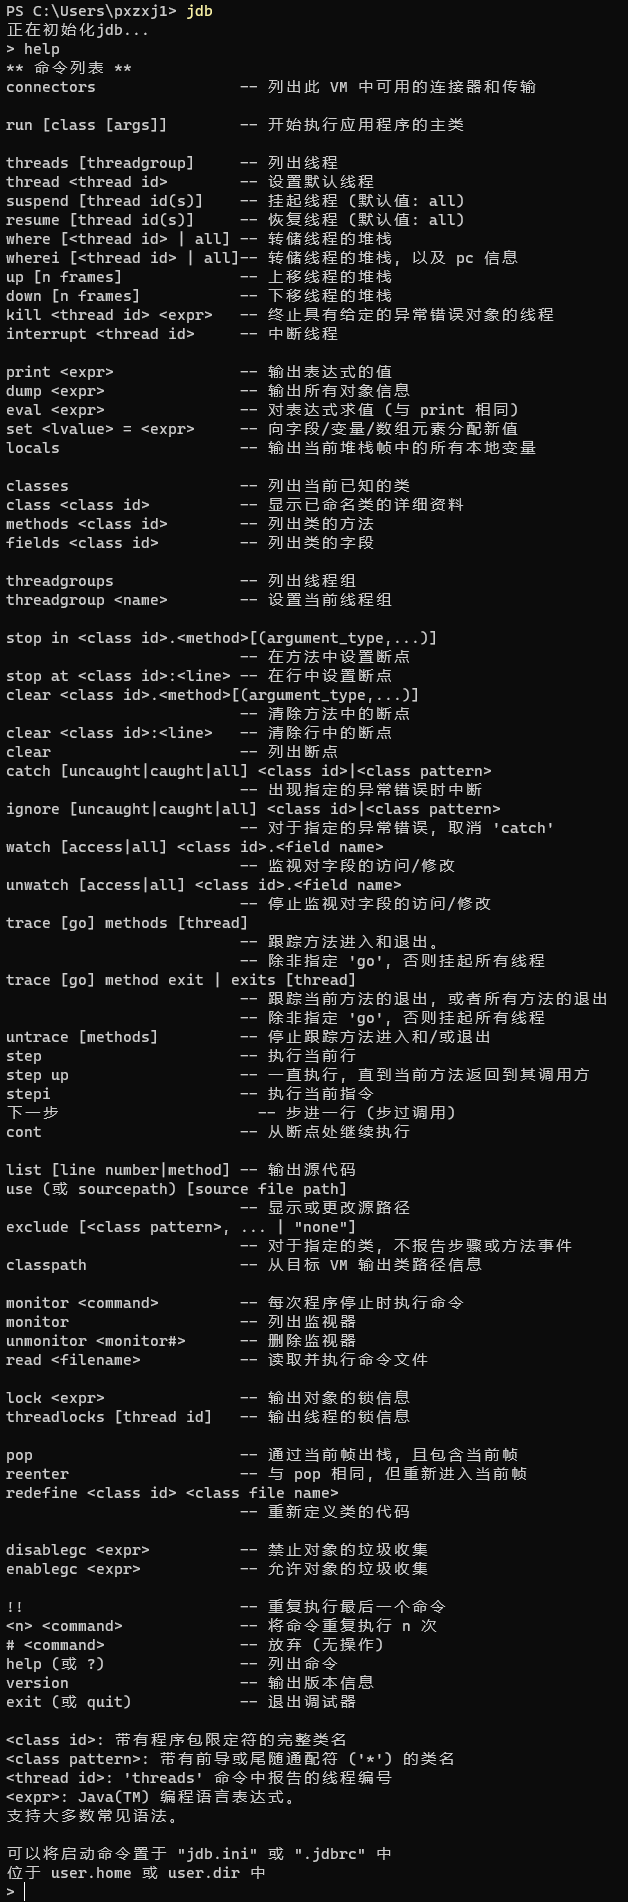 PS C:\Users\pxzxj1> jdb
正在初始化jdb...
> help
** 命令列表 **
connectors                -- 列出此 VM 中可用的连接器和传输

run [class [args]]        -- 开始执行应用程序的主类

threads [threadgroup]     -- 列出线程
thread <thread id>        -- 设置默认线程
suspend [thread id(s)]    -- 挂起线程 (默认值: all)
resume [thread id(s)]     -- 恢复线程 (默认值: all)
where [<thread id> | all] -- 转储线程的堆栈
wherei [<thread id> | all]-- 转储线程的堆栈, 以及 pc 信息
up [n frames]             -- 上移线程的堆栈
down [n frames]           -- 下移线程的堆栈
kill <thread id> <expr>   -- 终止具有给定的异常错误对象的线程
interrupt <thread id>     -- 中断线程

print <expr>              -- 输出表达式的值
dump <expr>               -- 输出所有对象信息
eval <expr>               -- 对表达式求值 (与 print 相同)
set <lvalue> = <expr>     -- 向字段/变量/数组元素分配新值
locals                    -- 输出当前堆栈帧中的所有本地变量

classes                   -- 列出当前已知的类
class <class id>          -- 显示已命名类的详细资料
methods <class id>        -- 列出类的方法
fields <class id>         -- 列出类的字段

threadgroups              -- 列出线程组
threadgroup <name>        -- 设置当前线程组

stop in <class id>.<method>[(argument_type,...)]
                          -- 在方法中设置断点
stop at <class id>:<line> -- 在行中设置断点
clear <class id>.<method>[(argument_type,...)]
                          -- 清除方法中的断点
clear <class id>:<line>   -- 清除行中的断点
clear                     -- 列出断点
catch [uncaught|caught|all] <class id>|<class pattern>
                          -- 出现指定的异常错误时中断
ignore [uncaught|caught|all] <class id>|<class pattern>
                          -- 对于指定的异常错误, 取消 'catch'
watch [access|all] <class id>.<field name>
                          -- 监视对字段的访问/修改
unwatch [access|all] <class id>.<field name>
                          -- 停止监视对字段的访问/修改
trace [go] methods [thread]
                          -- 跟踪方法进入和退出。
                          -- 除非指定 'go', 否则挂起所有线程
trace [go] method exit | exits [thread]
                          -- 跟踪当前方法的退出, 或者所有方法的退出
                          -- 除非指定 'go', 否则挂起所有线程
untrace [methods]         -- 停止跟踪方法进入和/或退出
step                      -- 执行当前行
step up                   -- 一直执行, 直到当前方法返回到其调用方
stepi                     -- 执行当前指令
下一步                      -- 步进一行 (步过调用)
cont                      -- 从断点处继续执行

list [line number|method] -- 输出源代码
use (或 sourcepath) [source file path]
                          -- 显示或更改源路径
exclude [<class pattern>, ... | "none"]
                          -- 对于指定的类, 不报告步骤或方法事件
classpath                 -- 从目标 VM 输出类路径信息

monitor <command>         -- 每次程序停止时执行命令
monitor                   -- 列出监视器
unmonitor <monitor#>      -- 删除监视器
read <filename>           -- 读取并执行命令文件

lock <expr>               -- 输出对象的锁信息
threadlocks [thread id]   -- 输出线程的锁信息

pop                       -- 通过当前帧出栈, 且包含当前帧
reenter                   -- 与 pop 相同, 但重新进入当前帧
redefine <class id> <class file name>
                          -- 重新定义类的代码

disablegc <expr>          -- 禁止对象的垃圾收集
enablegc <expr>           -- 允许对象的垃圾收集

!!                        -- 重复执行最后一个命令
<n> <command>             -- 将命令重复执行 n 次
# <command>               -- 放弃 (无操作)
help (或 ?)               -- 列出命令
version                   -- 输出版本信息
exit (或 quit)            -- 退出调试器

<class id>: 带有程序包限定符的完整类名
<class pattern>: 带有前导或尾随通配符 ('*') 的类名
<thread id>: 'threads' 命令中报告的线程编号
<expr>: Java(TM) 编程语言表达式。
支持大多数常见语法。

可以将启动命令置于 "jdb.ini" 或 ".jdbrc" 中
位于 user.home 或 user.dir 中
>